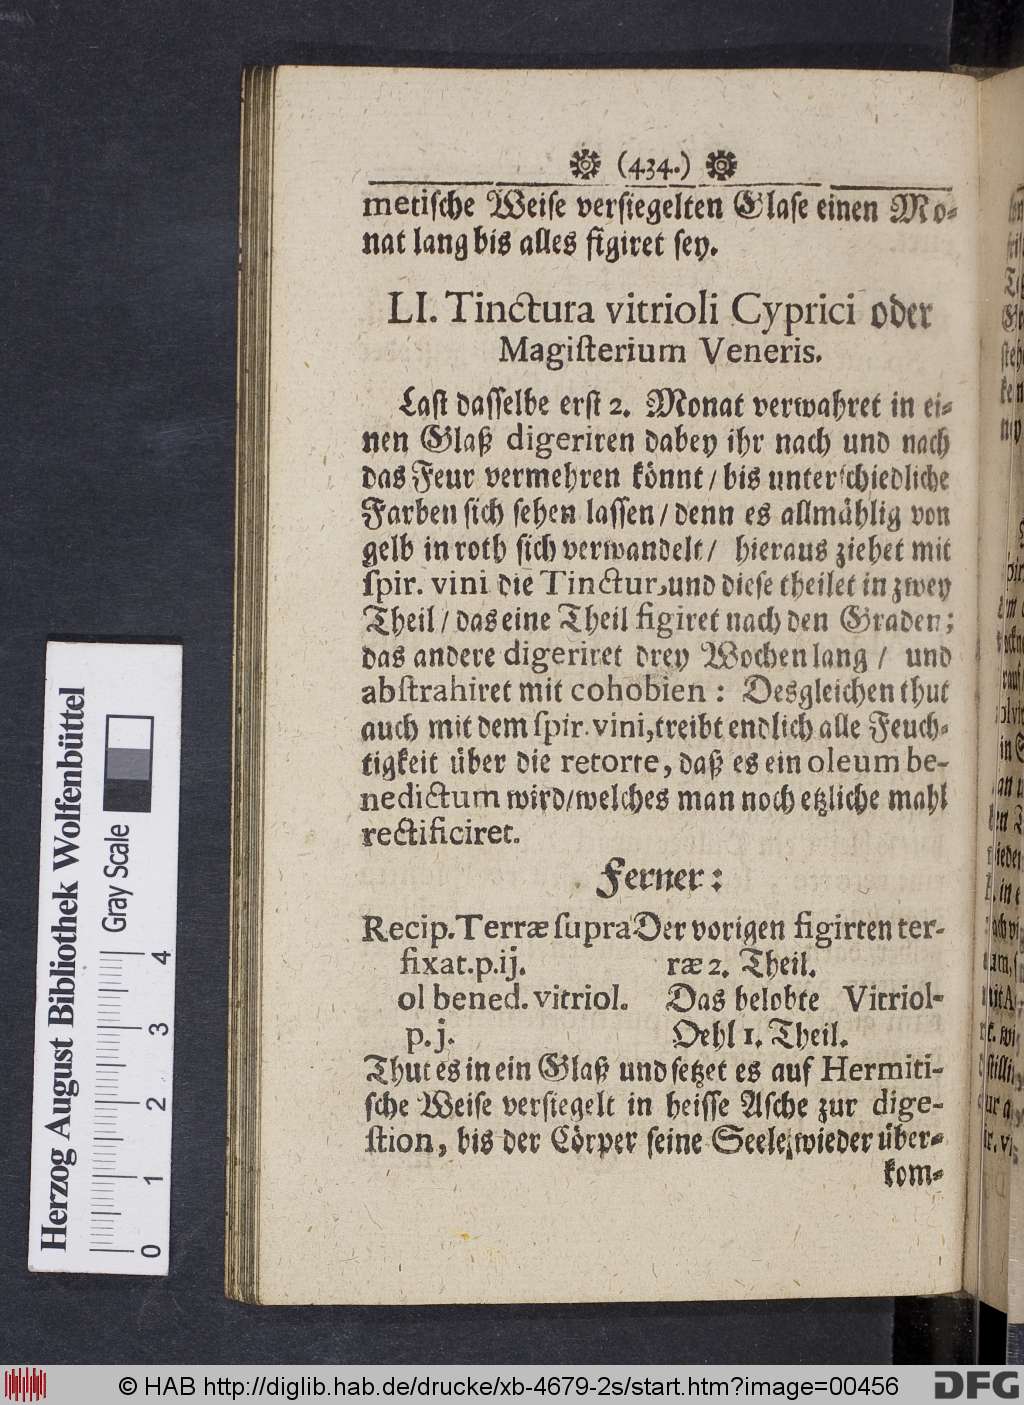 (434.)
metische Weise versiegelten Glase einen Mo-
nat lang bis alles figiret sey.
LI. Tinctura vitrioli Cyprici oder
Magisterium Veneris.
Last dasselbe erst 2. Monat verwahret in ei-
nen Glaß digeriren dabey ihr nach und nach
das Feur vermehren könnt / bis unterschiedliche
Farben sich sehen lassen / denn es allmählig von
gelb in roth sich verwandelt / hieraus ziehet mit
spir. vini die Tinctur, und diese theilet in zwey
Theil / das eine Theil figiret nach den Graden;
das andere digeriret drey Wochen lang / und
abstrahiret mit cohobien : Desgleichen thut
auch mit dem spir. vini, treibt endlich alle Feuch-
tigkeit über die retorte, daß es ein oleum be-
nedictum wird / welches man noch etzliche mahl
rectificiret.
Ferner:
Recip. Terræ supra
fixat. p. ij.
ol bened. vitriol.
p. j.
Der vorigen figirten ter-
ræ 2. Theil.
Das belobte Vitriol-
Oehl 1. Theil.
Thut es in ein Glaß und setzet es auf Hermiti-
sche Weise versiegelt in heisse Asche zur dige-
stion, bis der Cörper seine Seele wieder über-
kom-
Herzog August Bibliothek Wolfenbüttel
Gray Scale
0 1 2 3 4
© HAB http://diglib.hab.de/drucke/xb-4679-2s/start.htm?image=00456
DFG